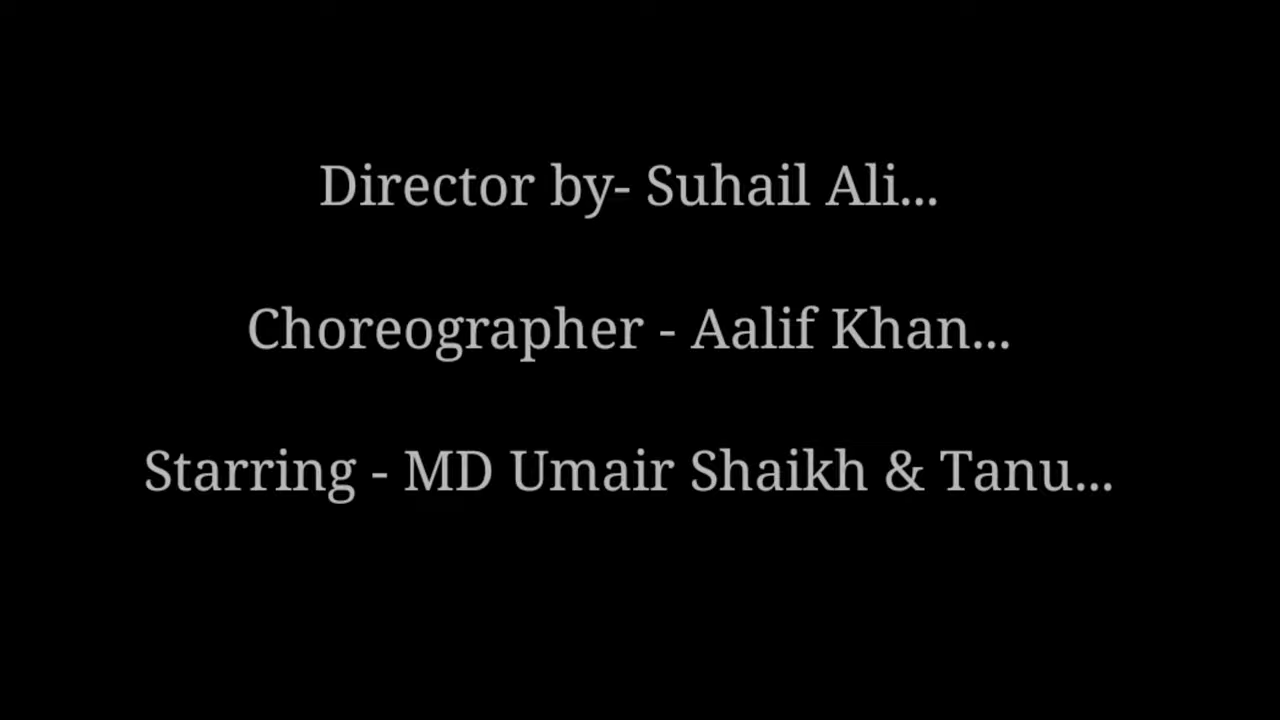 Director by- Suhail Ali...
Choreographer - Aalif Khan...
Starring - MD Umair Shaikh & Tanu...